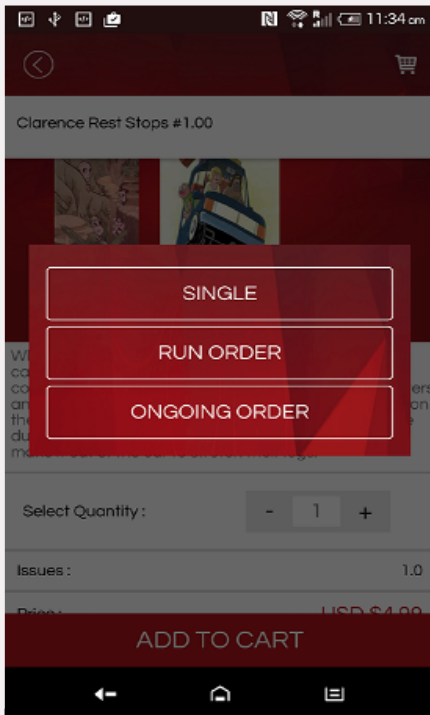 11:34 am
Clarence Rest Stops #1.00
SINGLE
RUN ORDER
ONGOING ORDER
Select Quantity :
- 1 +
Issues : 1.0
Price : USD $4.99
ADD TO CART